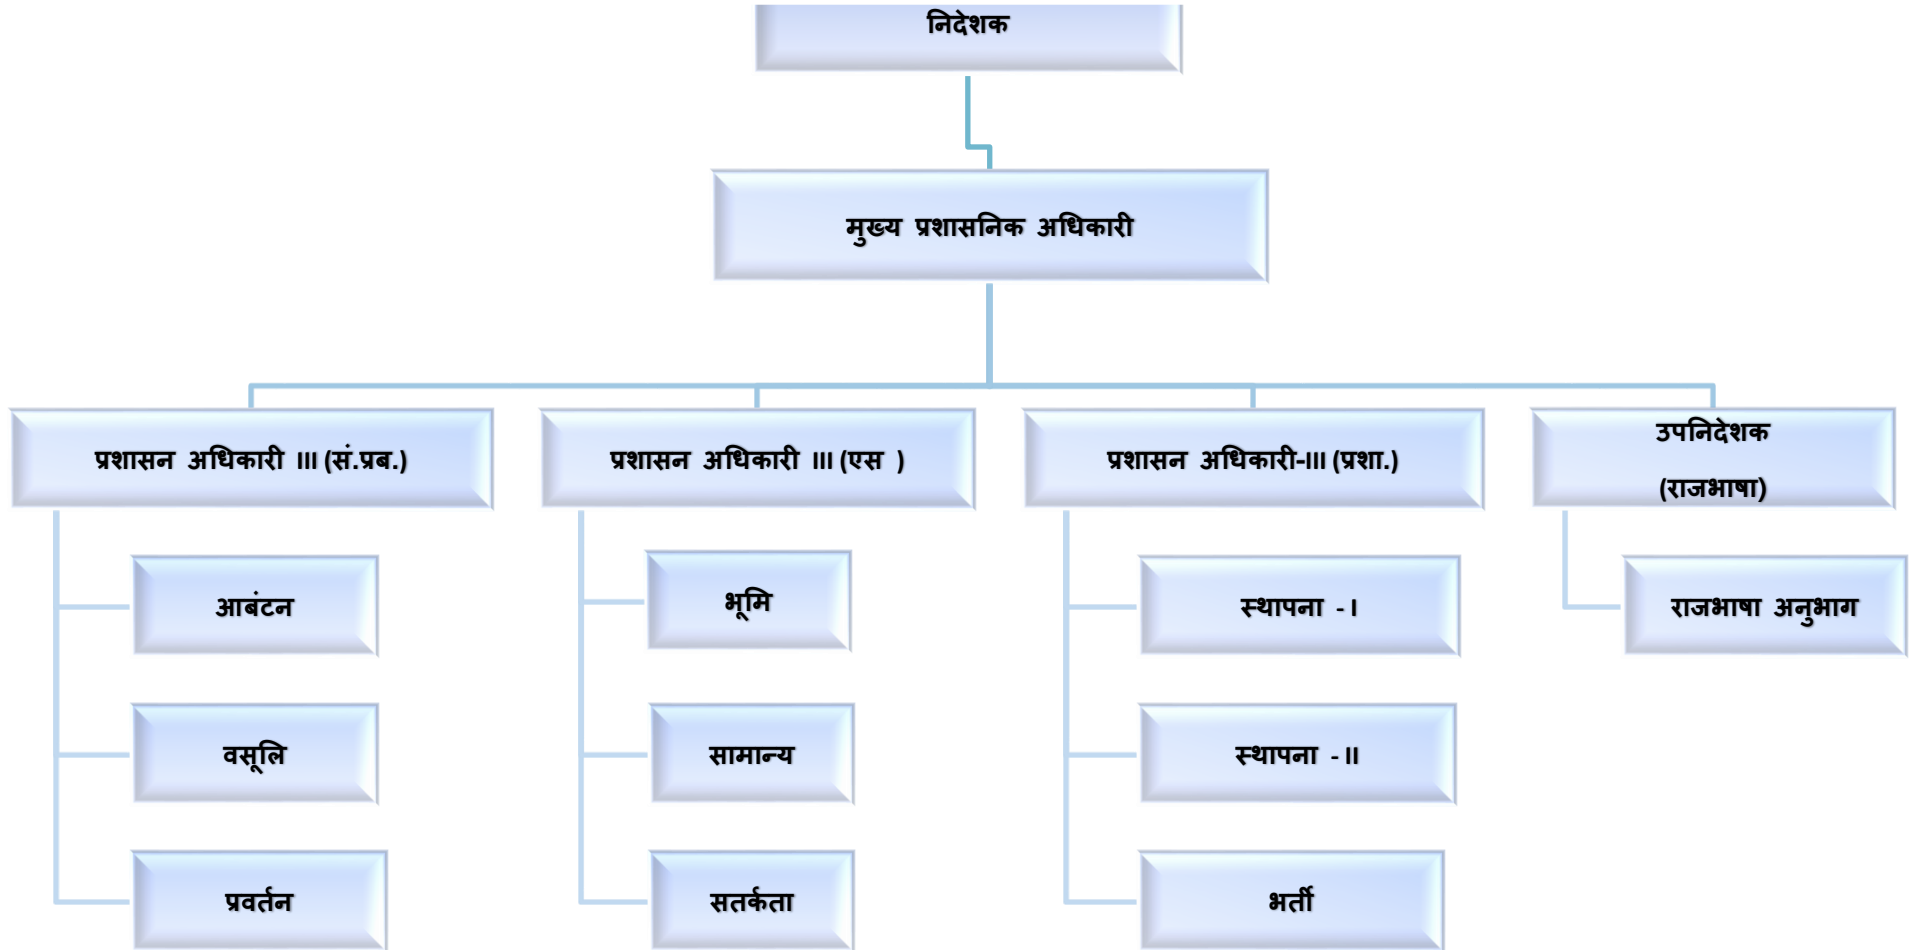 निदेशक
मुख्य प्रशासनिक अधिकारी
प्रशासन अधिकारी III (सं.प्रब.)
प्रशासन अधिकारी III (एस )
प्रशासन अधिकारी-III (प्रशा.)
उपनिदेशक
(राजभाषा)
आबंटन
भूमि
स्थापना - I
राजभाषा अनुभाग
वसूलि
सामान्य
स्थापना - II
प्रवर्तन
सतर्कता
भर्ती